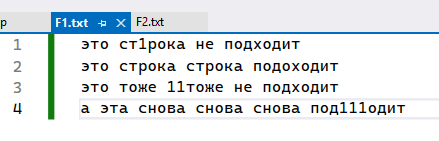 p F1.txt F2.txt
1 это ст1рока не подходит
2 это строка строка подоходит
3 это тоже 11тоже не подходит
4 а эта снова снова снова под111одит